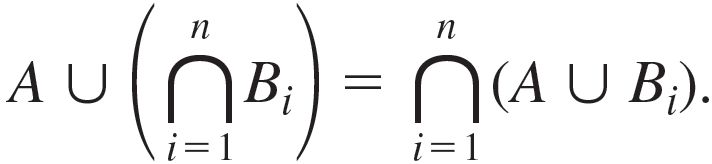 A ∪ (⋂_{i=1}^{n} B_i) = ⋂_{i=1}^{n} (A ∪ B_i).